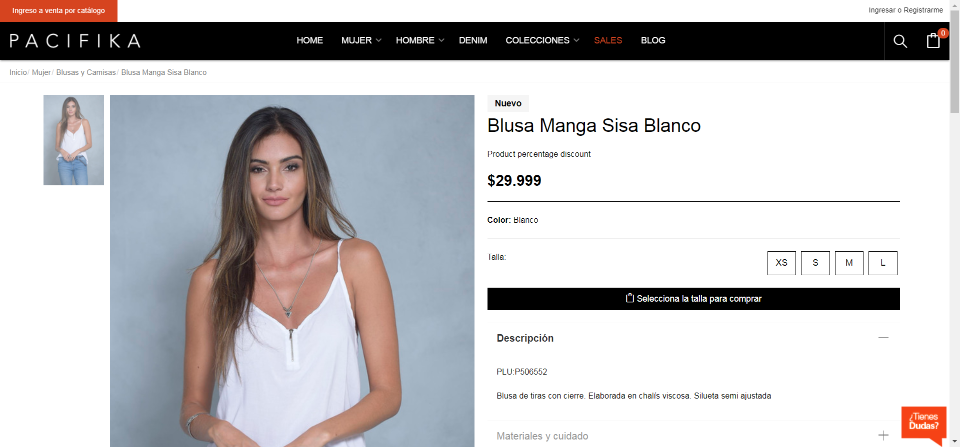 Ingreso a venta por catálogo
Ingresar o Registrarme
PACIFIKA
HOME MUJER HOMBRE DENIM COLECCIONES SALES BLOG
0
Inicio/ Mujer/ Blusas y Camisas/ Blusa Manga Sisa Blanco
Nuevo
Blusa Manga Sisa Blanco
Product percentage discount
$29.999
Color: Blanco
Talla:
XS S M L
Selecciona la talla para comprar
Descripción
PLU:P506552
Blusa de tiras con cierre. Elaborada en chalís viscosa. Silueta semi ajustada
Materiales y cuidado
¿Tienes
Dudas?